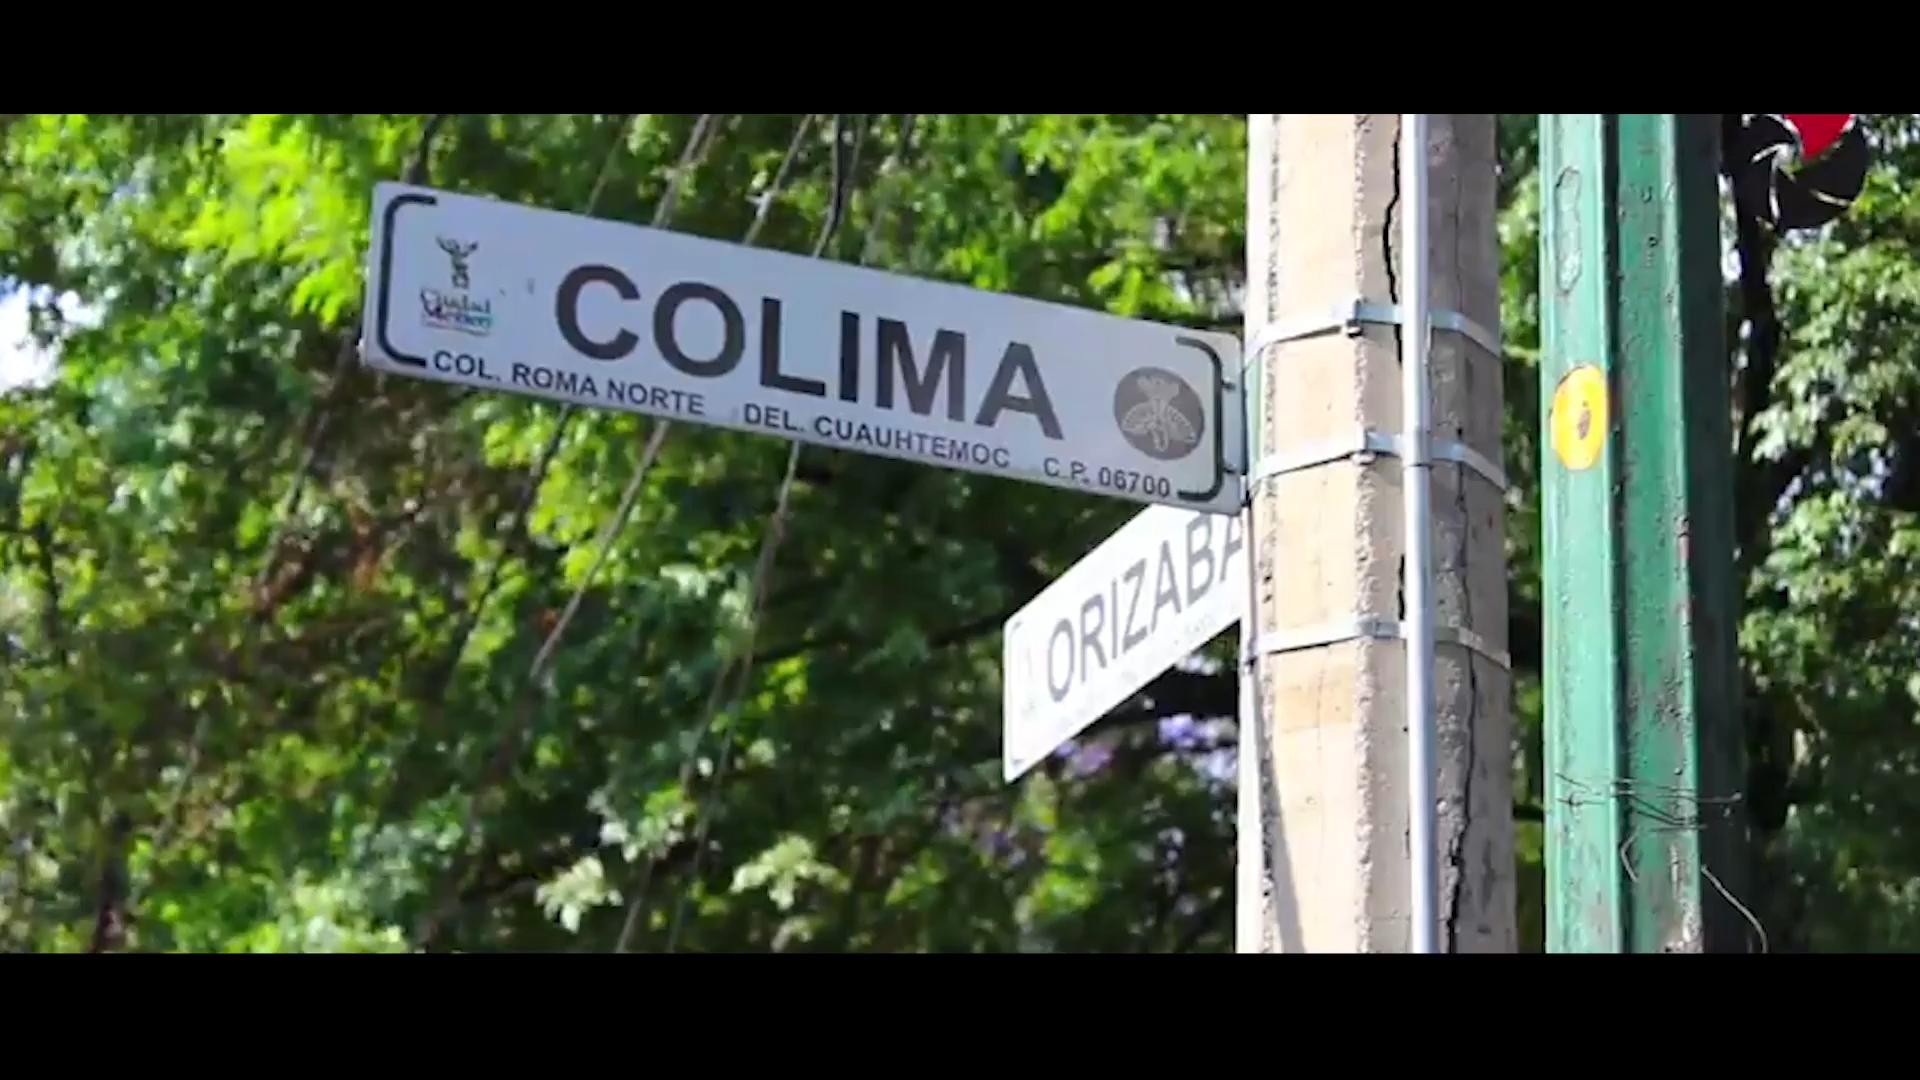 COLIMA
COL. ROMA NORTE DEL. CUAUHTEMOC C.P. 06700
ORIZABA